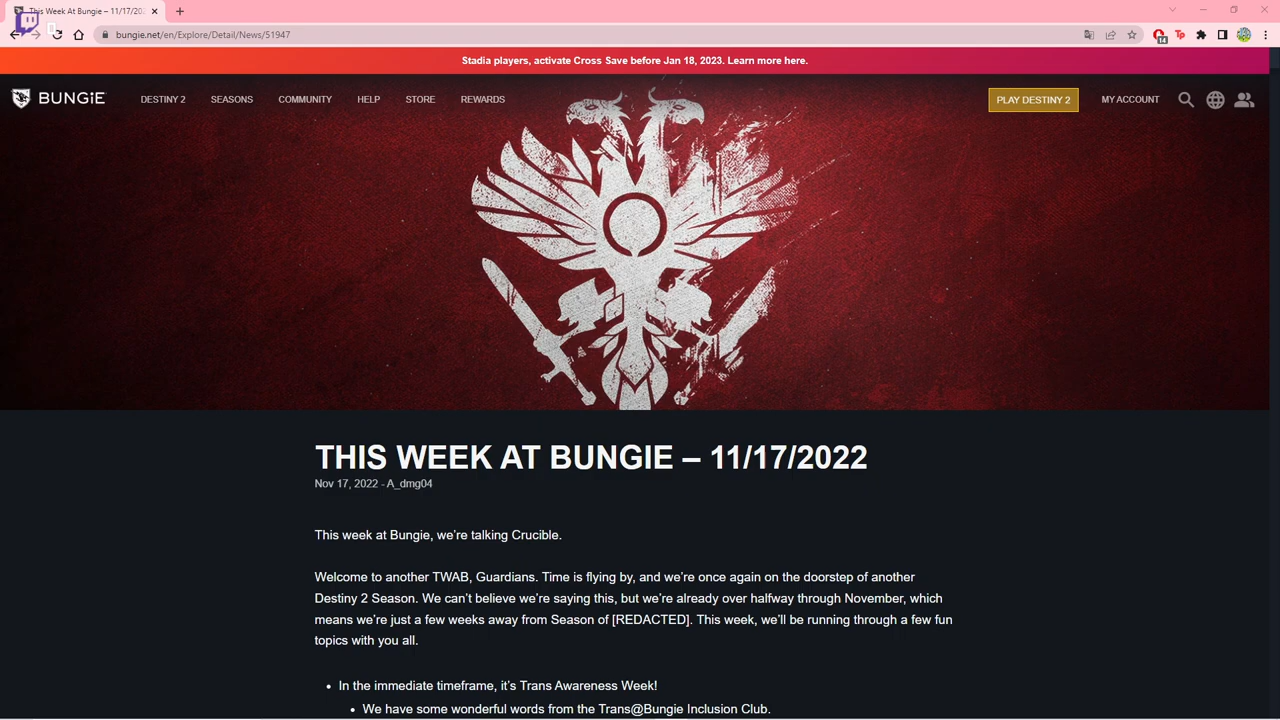 This Week At Bungie – 11/17/20
bungie.net/en/Explore/Detail/News/51947
14
Tp
Stadia players, activate Cross Save before Jan 18, 2023. Learn more here.
BUNGiE
DESTINY 2
SEASONS
COMMUNITY
HELP
STORE
REWARDS
PLAY DESTINY 2
MY ACCOUNT
THIS WEEK AT BUNGIE – 11/17/2022
Nov 17, 2022 - A_dmg04
This week at Bungie, we’re talking Crucible.
Welcome to another TWAB, Guardians. Time is flying by, and we’re once again on the doorstep of another
Destiny 2 Season. We can’t believe we’re saying this, but we’re already over halfway through November, which
means we’re just a few weeks away from Season of [REDACTED]. This week, we’ll be running through a few fun
topics with you all.
• In the immediate timeframe, it’s Trans Awareness Week!
• We have some wonderful words from the Trans@Bungie Inclusion Club.